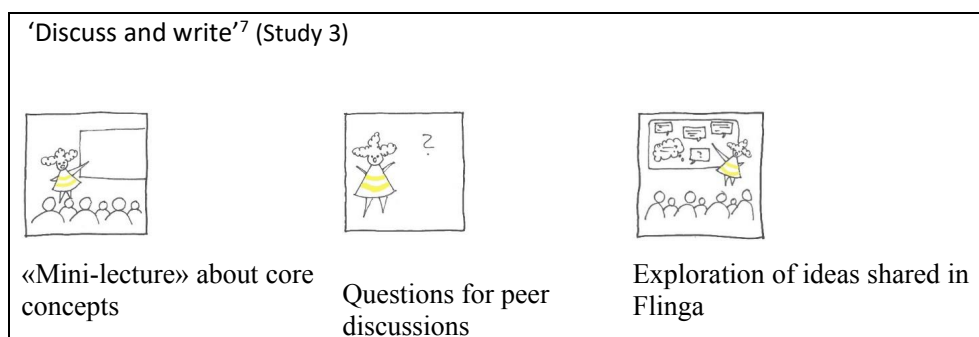 ‘Discuss and write’⁷ (Study 3)
?
?
«Mini-lecture» about core
concepts
Questions for peer
discussions
Exploration of ideas shared in
Flinga